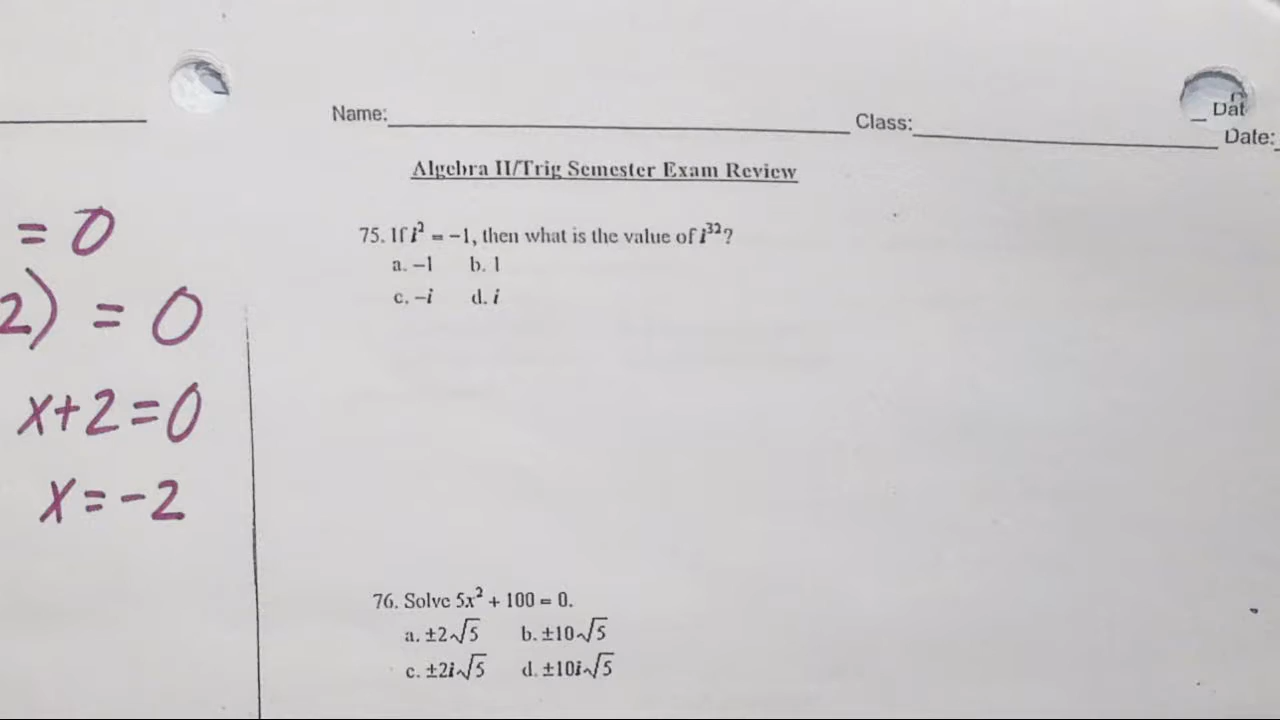 = 0
2) = 0
x+2=0
x=-2
Name: Class: Dat
Date:
Algebra II/Trig Semester Exam Review
75. If i² = −1, then what is the value of i³²?
a. −1 b. 1
c. −i d. i
76. Solve 5x² + 100 = 0.
a. ±2√5 b. ±10√5
c. ±2i√5 d. ±10i√5